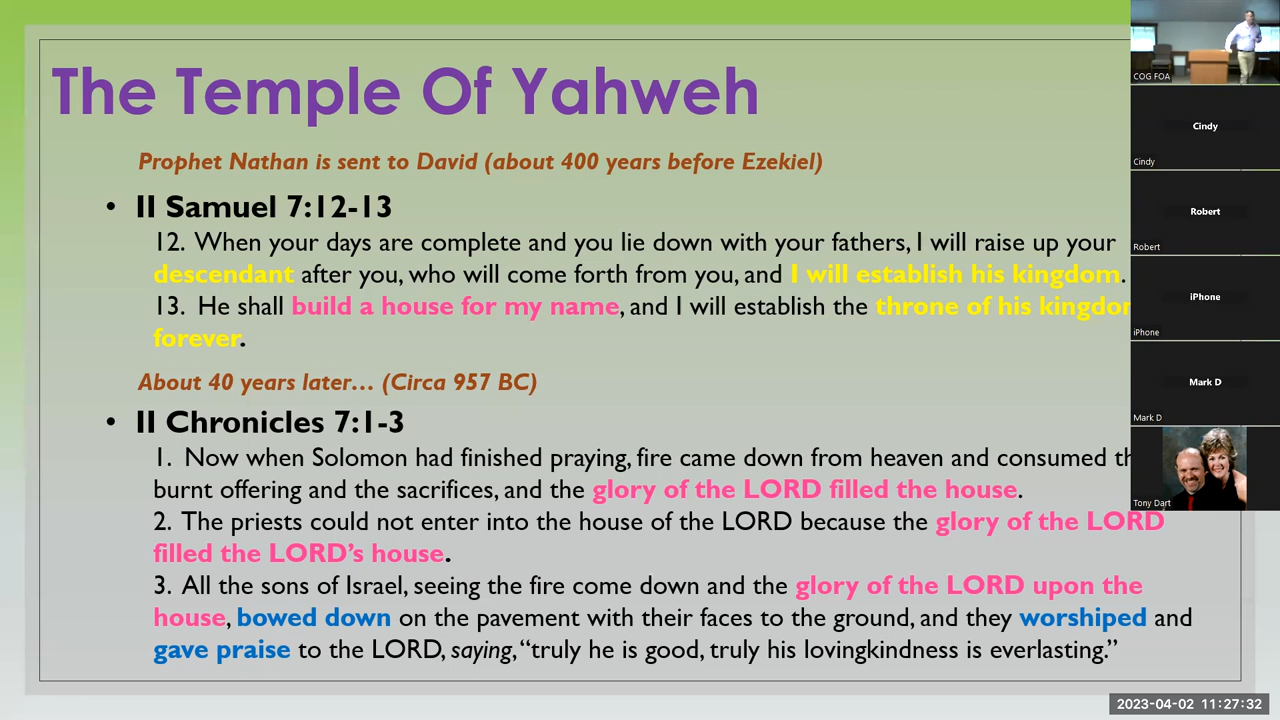 The Temple Of Yahweh
Prophet Nathan is sent to David (about 400 years before Ezekiel)
• II Samuel 7:12-13
12. When your days are complete and you lie down with your fathers, I will raise up your
descendant after you, who will come forth from you, and I will establish his kingdom.
13. He shall build a house for my name, and I will establish the throne of his
forever.
About 40 years later… (Circa 957 BC)
• II Chronicles 7:1-3
1. Now when Solomon had finished praying, fire came down from heaven and consumed
burnt offering and the sacrifices, and the glory of the LORD filled the house.
2. The priests could not enter into the house of the LORD because the glory of the LORD
filled the LORD’s house.
3. All the sons of Israel, seeing the fire come down and the glory of the LORD upon the
house, bowed down on the pavement with their faces to the ground, and they worshiped and
gave praise to the LORD, saying, “truly he is good, truly his lovingkindness is everlasting.”
COG FOA
Cindy
Cindy
Robert
Robert
iPhone
iPhone
Mark D
Mark D
Tony Dart
2023-04-02 11:27:32